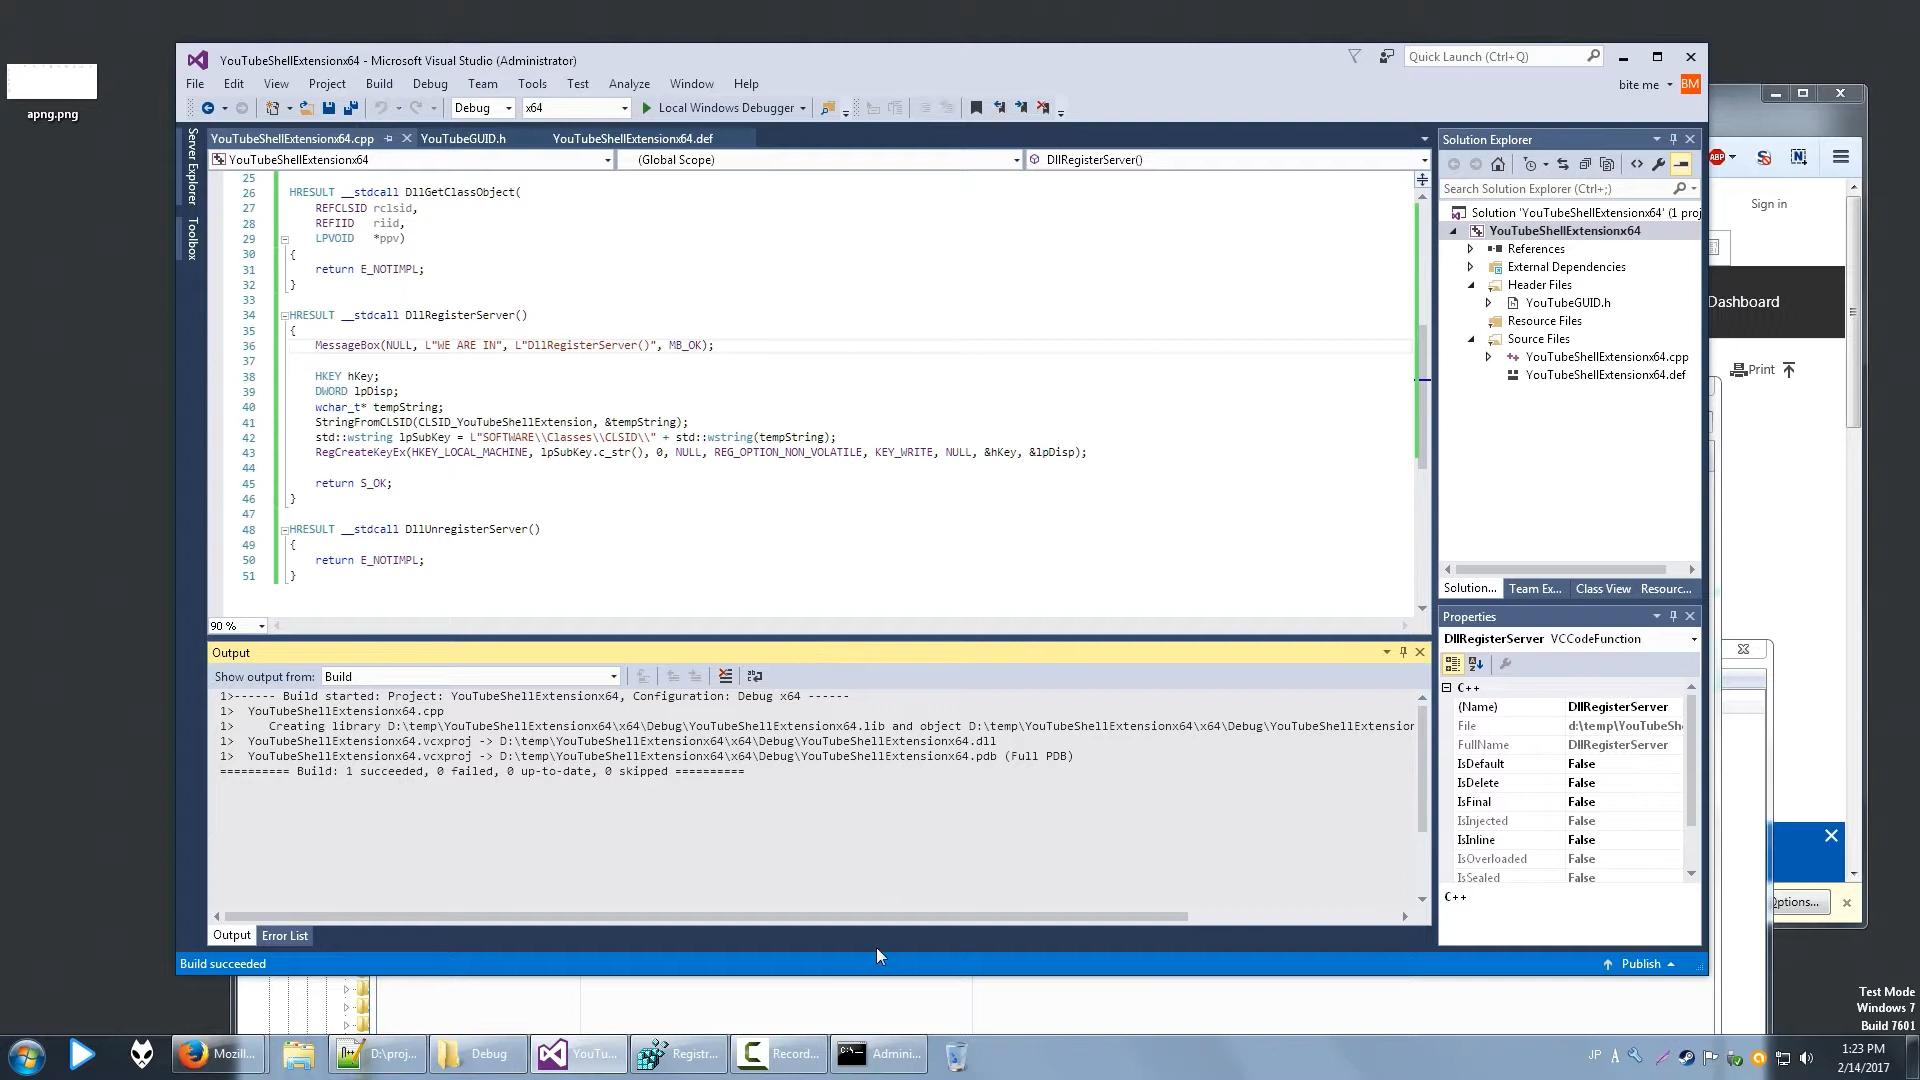 apng.png
YouTubeShellExtensionx64 - Microsoft Visual Studio (Administrator)
Quick Launch (Ctrl+Q)
File Edit View Project Build Debug Team Tools Test Analyze Window Help
bite me BM
Debug x64 Local Windows Debugger
Server Explorer
Toolbox
YouTubeShellExtensionx64.cpp YouTubeGUID.h YouTubeShellExtensionx64.def
YouTubeShellExtensionx64 (Global Scope) DllRegisterServer()
25
26 HRESULT __stdcall DllGetClassObject(
27 REFCLSID rclsid,
28 REFIID riid,
29 LPVOID *ppv)
30 {
31 return E_NOTIMPL;
32 }
33
34 HRESULT __stdcall DllRegisterServer()
35 {
36 MessageBox(NULL, L"WE ARE IN", L"DllRegisterServer()", MB_OK);
37
38 HKEY hKey;
39 DWORD lpDisp;
40 wchar_t* tempString;
41 StringFromCLSID(CLSID_YouTubeShellExtension, &tempString);
42 std::wstring lpSubKey = L"SOFTWARE\\Classes\\CLSID\\" + std::wstring(tempString);
43 RegCreateKeyEx(HKEY_LOCAL_MACHINE, lpSubKey.c_str(), 0, NULL, REG_OPTION_NON_VOLATILE, KEY_WRITE, NULL, &hKey, &lpDisp);
44
45 return S_OK;
46 }
47
48 HRESULT __stdcall DllUnregisterServer()
49 {
50 return E_NOTIMPL;
51 }
90 %
Output
Show output from: Build
1>------ Build started: Project: YouTubeShellExtensionx64, Configuration: Debug x64 ------
1> YouTubeShellExtensionx64.cpp
1> Creating library D:\temp\YouTubeShellExtensionx64\x64\Debug\YouTubeShellExtensionx64.lib and object D:\temp\YouTubeShellExtensionx64\x64\Debug\YouTubeShellExtension
1> YouTubeShellExtensionx64.vcxproj -> D:\temp\YouTubeShellExtensionx64\x64\Debug\YouTubeShellExtensionx64.dll
1> YouTubeShellExtensionx64.vcxproj -> D:\temp\YouTubeShellExtensionx64\x64\Debug\YouTubeShellExtensionx64.pdb (Full PDB)
========== Build: 1 succeeded, 0 failed, 0 up-to-date, 0 skipped ==========
Output Error List
Build succeeded
Publish
Solution Explorer
Search Solution Explorer (Ctrl+;)
Solution 'YouTubeShellExtensionx64' (1 proj
YouTubeShellExtensionx64
References
External Dependencies
Header Files
YouTubeGUID.h
Resource Files
Source Files
YouTubeShellExtensionx64.cpp
YouTubeShellExtensionx64.def
Solution... Team Ex... Class View Resourc...
Properties
DllRegisterServer VCCodeFunction
C++
(Name) DllRegisterServer
File d:\temp\YouTubeSh
FullName DllRegisterServer
IsDefault False
IsDelete False
IsFinal False
IsInjected False
IsInline False
IsOverloaded False
IsSealed False
C++
ABP
Sign in
Dashboard
Print
ptions...
Test Mode
Windows 7
Build 7601
Mozill... D:\proj... Debug YouTu... Registr... Record... Admini...
JP A
1:23 PM
2/14/2017